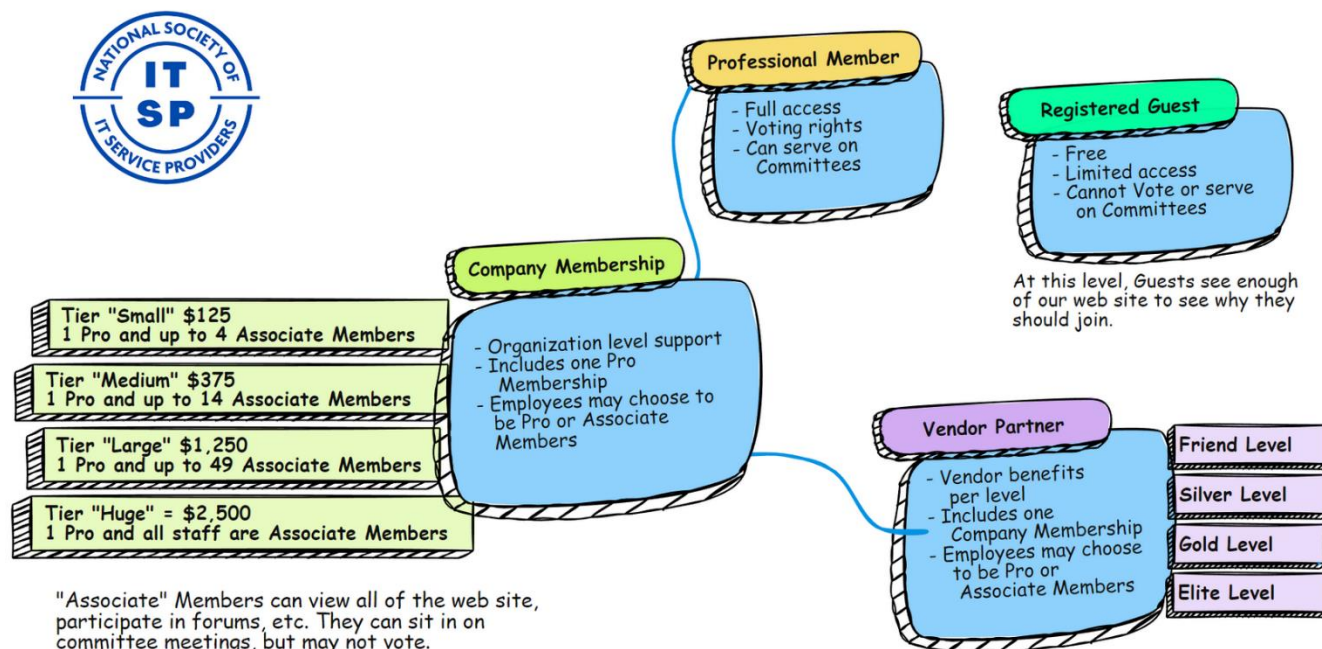 NATIONAL SOCIETY OF
IT
SP
IT SERVICE PROVIDERS
Professional Member
- Full access
- Voting rights
- Can serve on
Committees
Registered Guest
- Free
- Limited access
- Cannot Vote or serve
on Committees
At this level, Guests see enough
of our web site to see why they
should join.
Company Membership
- Organization level support
- Includes one Pro
Membership
- Employees may choose to
be Pro or Associate
Members
Tier "Small" $125
1 Pro and up to 4 Associate Members
Tier "Medium" $375
1 Pro and up to 14 Associate Members
Tier "Large" $1,250
1 Pro and up to 49 Associate Members
Tier "Huge" = $2,500
1 Pro and all staff are Associate Members
"Associate" Members can view all of the web site,
participate in forums, etc. They can sit in on
committee meetings, but may not vote.
Vendor Partner
- Vendor benefits
per level
- Includes one
Company Membership
- Employees may choose
to be Pro or
Associate Members
Friend Level
Silver Level
Gold Level
Elite Level